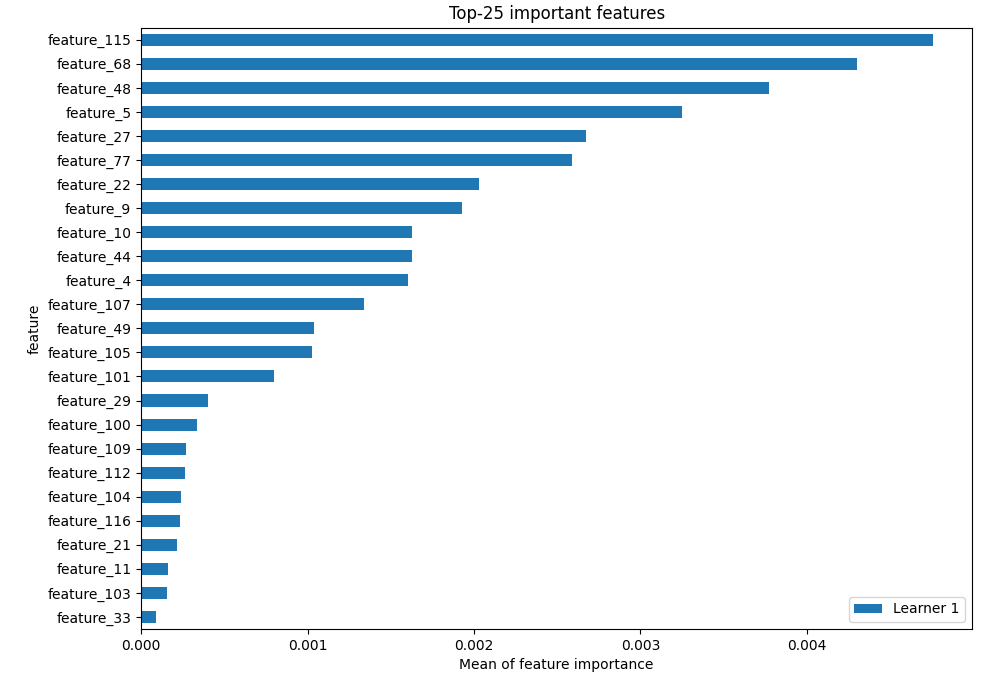 Top-25 important features
feature_115
feature_68
feature_48
feature_5
feature_27
feature_77
feature_22
feature_9
feature_10
feature_44
feature_4
feature_107
feature_49
feature_105
feature_101
feature_29
feature_100
feature_109
feature_112
feature_104
feature_116
feature_21
feature_11
feature_103
feature_33
feature
Learner 1
0.000 0.001 0.002 0.003 0.004
Mean of feature importance